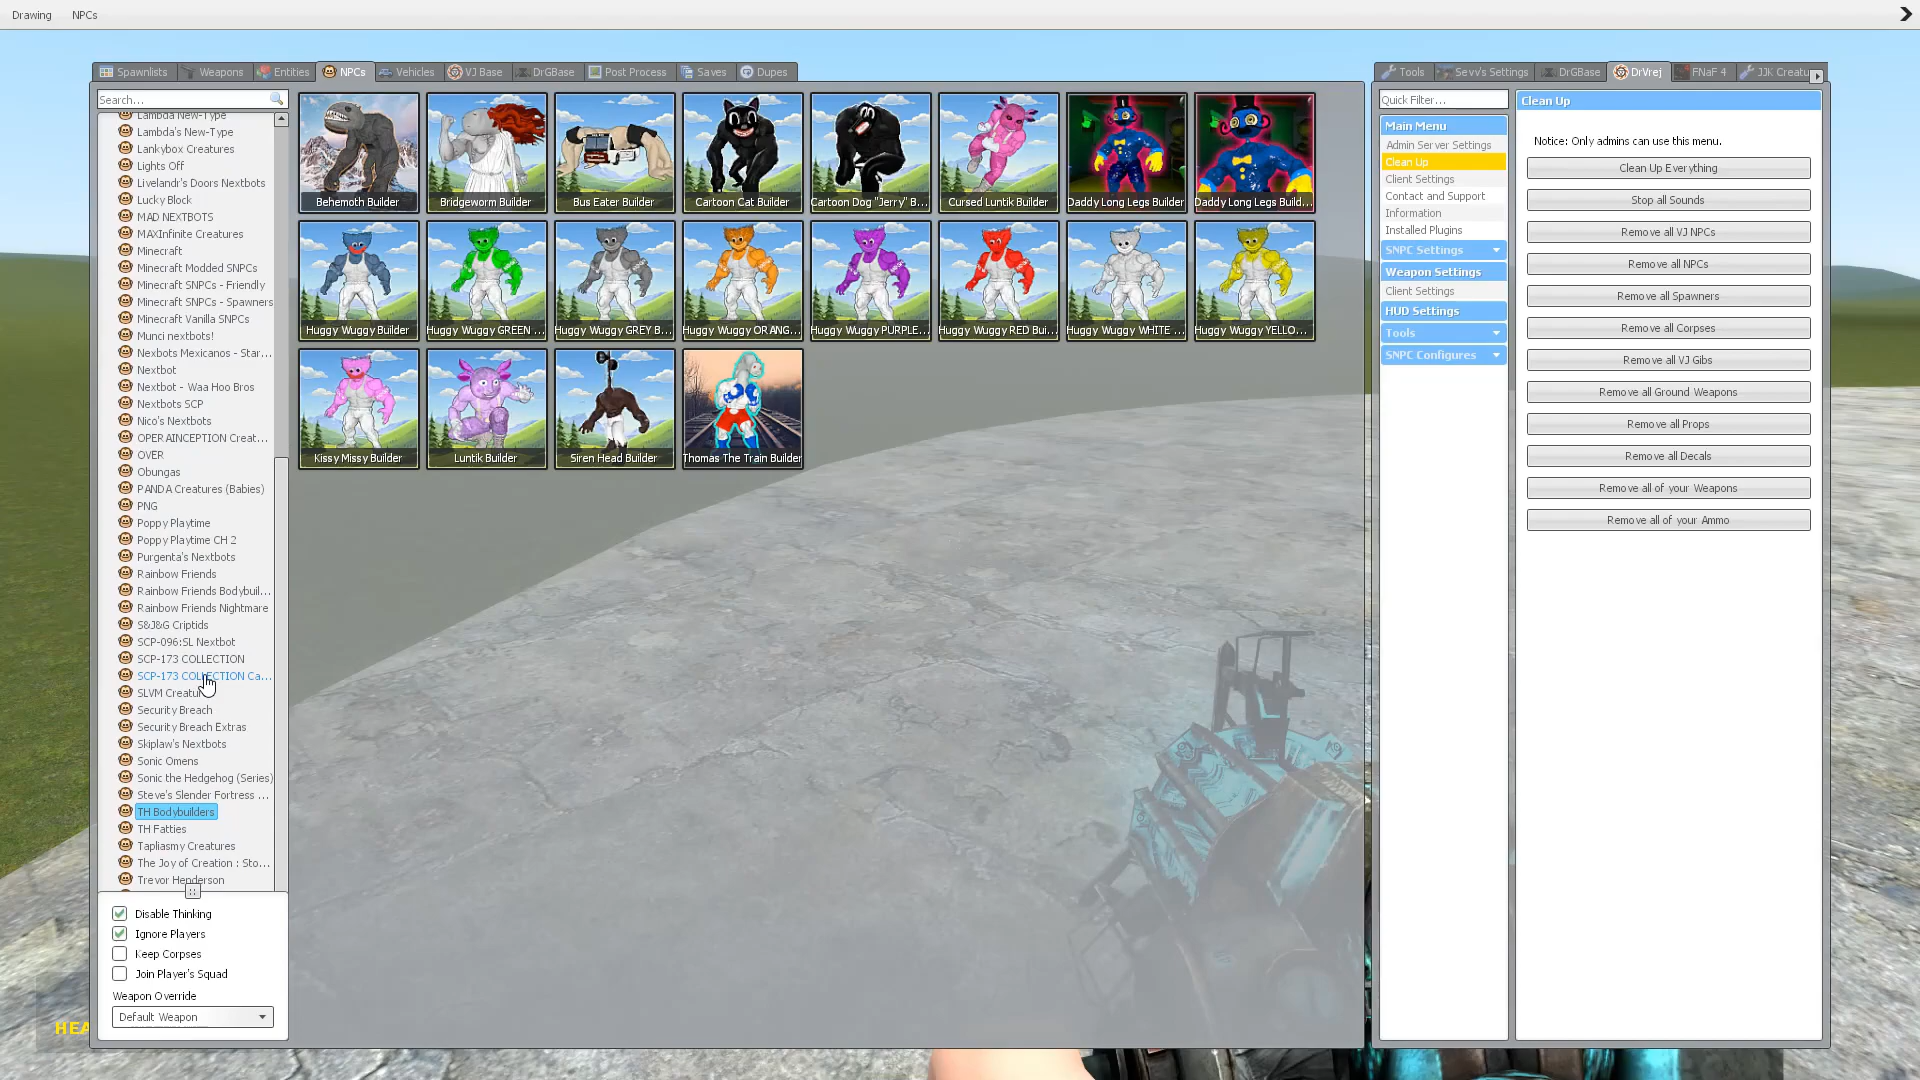 Drawing NPCs
Spawnlists Weapons Entities NPCs Vehicles VJ Base DrGBase Post Process Saves Dupes
Tools Sevv's Settings DrGBase DrVrej FNaF 4 JJK Creatu
Search...
Lambda New-Type
Lambda's New-Type
Lankybox Creatures
Lights Off
Livelandr's Doors Nextbots
Lucky Block
MAD NEXTBOTS
MAXInfinite Creatures
Minecraft
Minecraft Modded SNPCs
Minecraft SNPCs - Friendly
Minecraft SNPCs - Spawners
Minecraft Vanilla SNPCs
Munci nextbots!
Nexbots Mexicanos - Star...
Nextbot
Nextbot - Waa Hoo Bros
Nextbots SCP
Nico's Nextbots
OPERAINCEPTION Creat...
OVER
Obungas
PANDA Creatures (Babies)
PNG
Poppy Playtime
Poppy Playtime CH 2
Purgenta's Nextbots
Rainbow Friends
Rainbow Friends Bodybuil...
Rainbow Friends Nightmare
S&J&G Criptids
SCP-096:SL Nextbot
SCP-173 COLLECTION
SCP-173 COLLECTION Ca...
SLVM Creatu
Security Breach
Security Breach Extras
Skiplaw's Nextbots
Sonic Omens
Sonic the Hedgehog (Series)
Steve's Slender Fortress ...
TH Bodybuilders
TH Fatties
Tapliasmy Creatures
The Joy of Creation : Sto...
Trevor Henderson
Disable Thinking
Ignore Players
Keep Corpses
Join Player's Squad
Weapon Override
Default Weapon
HEA
Behemoth Builder Bridgeworm Builder Bus Eater Builder Cartoon Cat Builder Cartoon Dog "Jerry" B... Cursed Luntik Builder Daddy Long Legs Builder Daddy Long Legs Build...
Huggy Wuggy Builder Huggy Wuggy GREEN ... Huggy Wuggy GREY B... Huggy Wuggy ORANG... Huggy Wuggy PURPLE... Huggy Wuggy RED Bui... Huggy Wuggy WHITE ... Huggy Wuggy YELLO...
Kissy Missy Builder Luntik Builder Siren Head Builder Thomas The Train Builder
Quick Filter...
Main Menu
Admin Server Settings
Clean Up
Client Settings
Contact and Support
Information
Installed Plugins
SNPC Settings
Weapon Settings
Client Settings
HUD Settings
Tools
SNPC Configures
Clean Up
Notice: Only admins can use this menu.
Clean Up Everything
Stop all Sounds
Remove all VJ NPCs
Remove all NPCs
Remove all Spawners
Remove all Corpses
Remove all VJ Gibs
Remove all Ground Weapons
Remove all Props
Remove all Decals
Remove all of your Weapons
Remove all of your Ammo